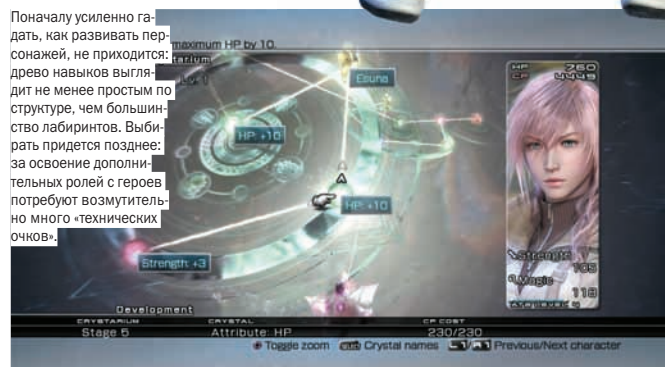 Поначалу усиленно га-
дать, как развивать пер-
сонажей, не приходится:
древо навыков выгля-
дит не менее простым по
структуре, чем большин-
ство лабиринтов. Выби-
рать придется позднее:
за освоение дополни-
тельных ролей с героев
потребуют возмутитель-
но много «технических
очков».
maximum HP by 10.
HP 760
CP 4449
Esuna
HP: +10
HP: +10
Strength: +3
Strength
105
Magic
118
Development
CRYSTARIUM CRYSTAL CP COST
Stage 5 Attribute: HP 230/230
Toggle zoom Crystal names Previous/Next character